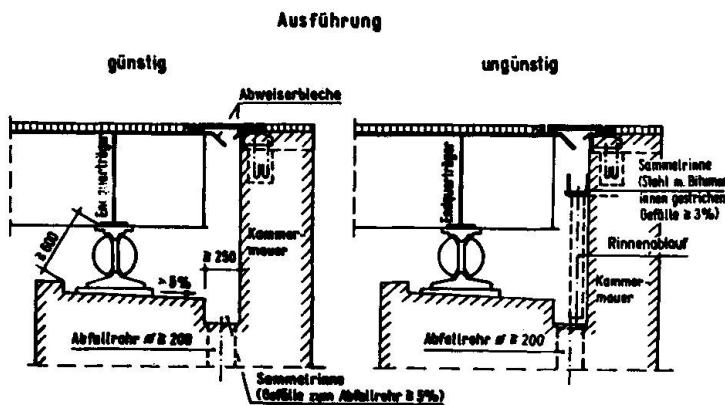 Ausführung
günstig
ungünstig
Abweiserbleche
Endquerträger
≥ 600
> 5%
≥ 250
Kammer-
mauer
Abfallrohr ø ≥ 200
Sammelrinne
(Gefälle zum Abfallrohr ≥ 5%)
Endquerträger
Sammelrinne
(Stahl m. Bitumen
innen gestrichen
Gefälle ≥ 3%)
Rinnenablauf
Kammer-
mauer
Abfallrohr ø ≥ 200